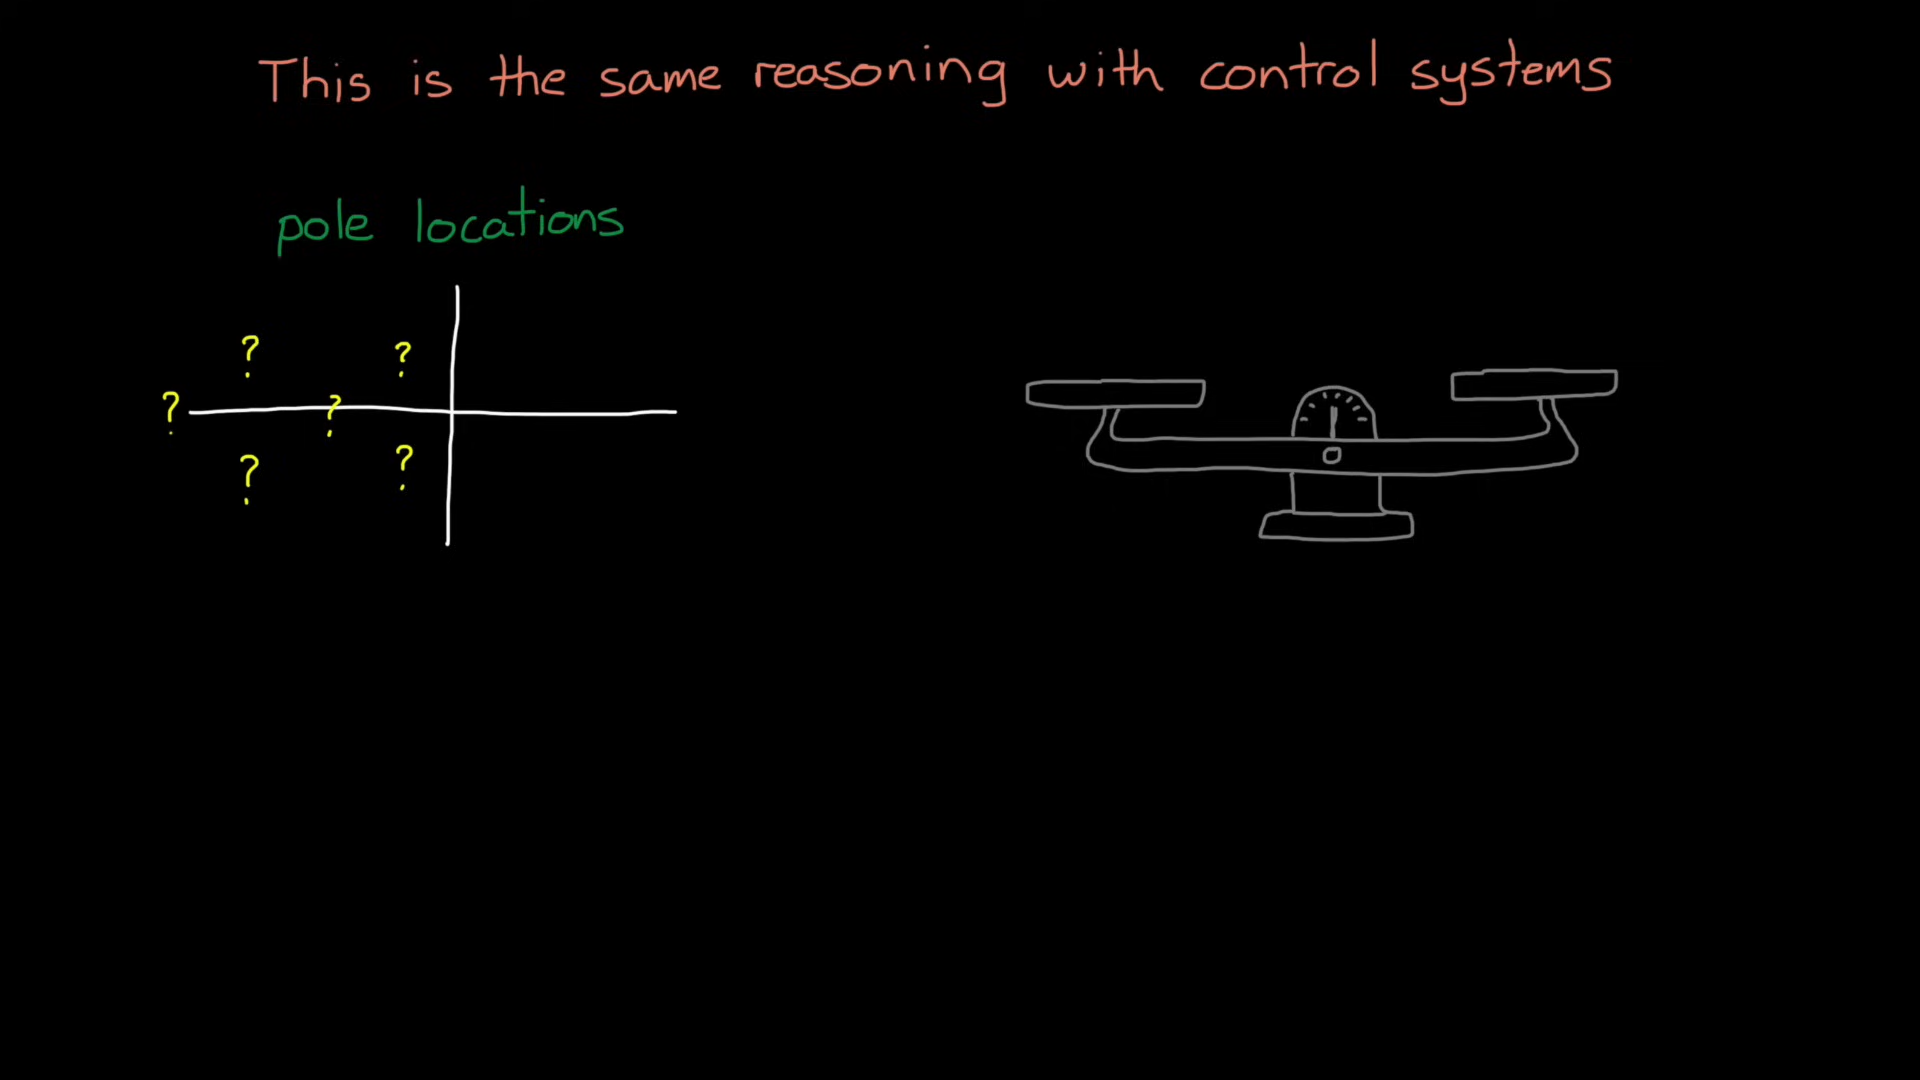 This is the same reasoning with control systems
pole locations
? ?
? ?
? ?